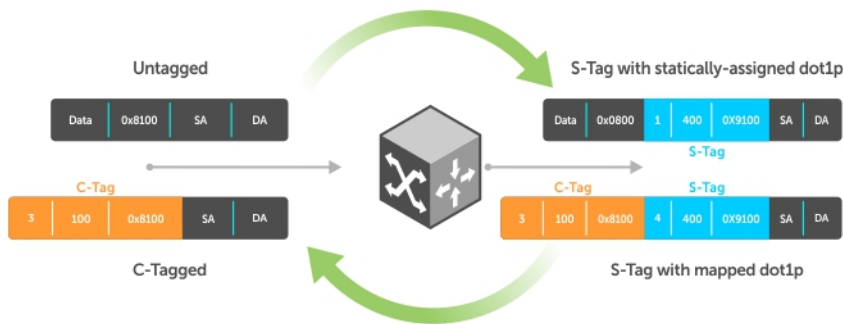 Untagged
S-Tag with statically-assigned dot1p
Data 0x8100 SA DA
Data 0x0800 1 400 0X9100 SA DA
S-Tag
C-Tag
C-Tag S-Tag
3 100 0x8100 SA DA
3 100 0x8100 4 400 0X9100 SA DA
C-Tagged
S-Tag with mapped dot1p